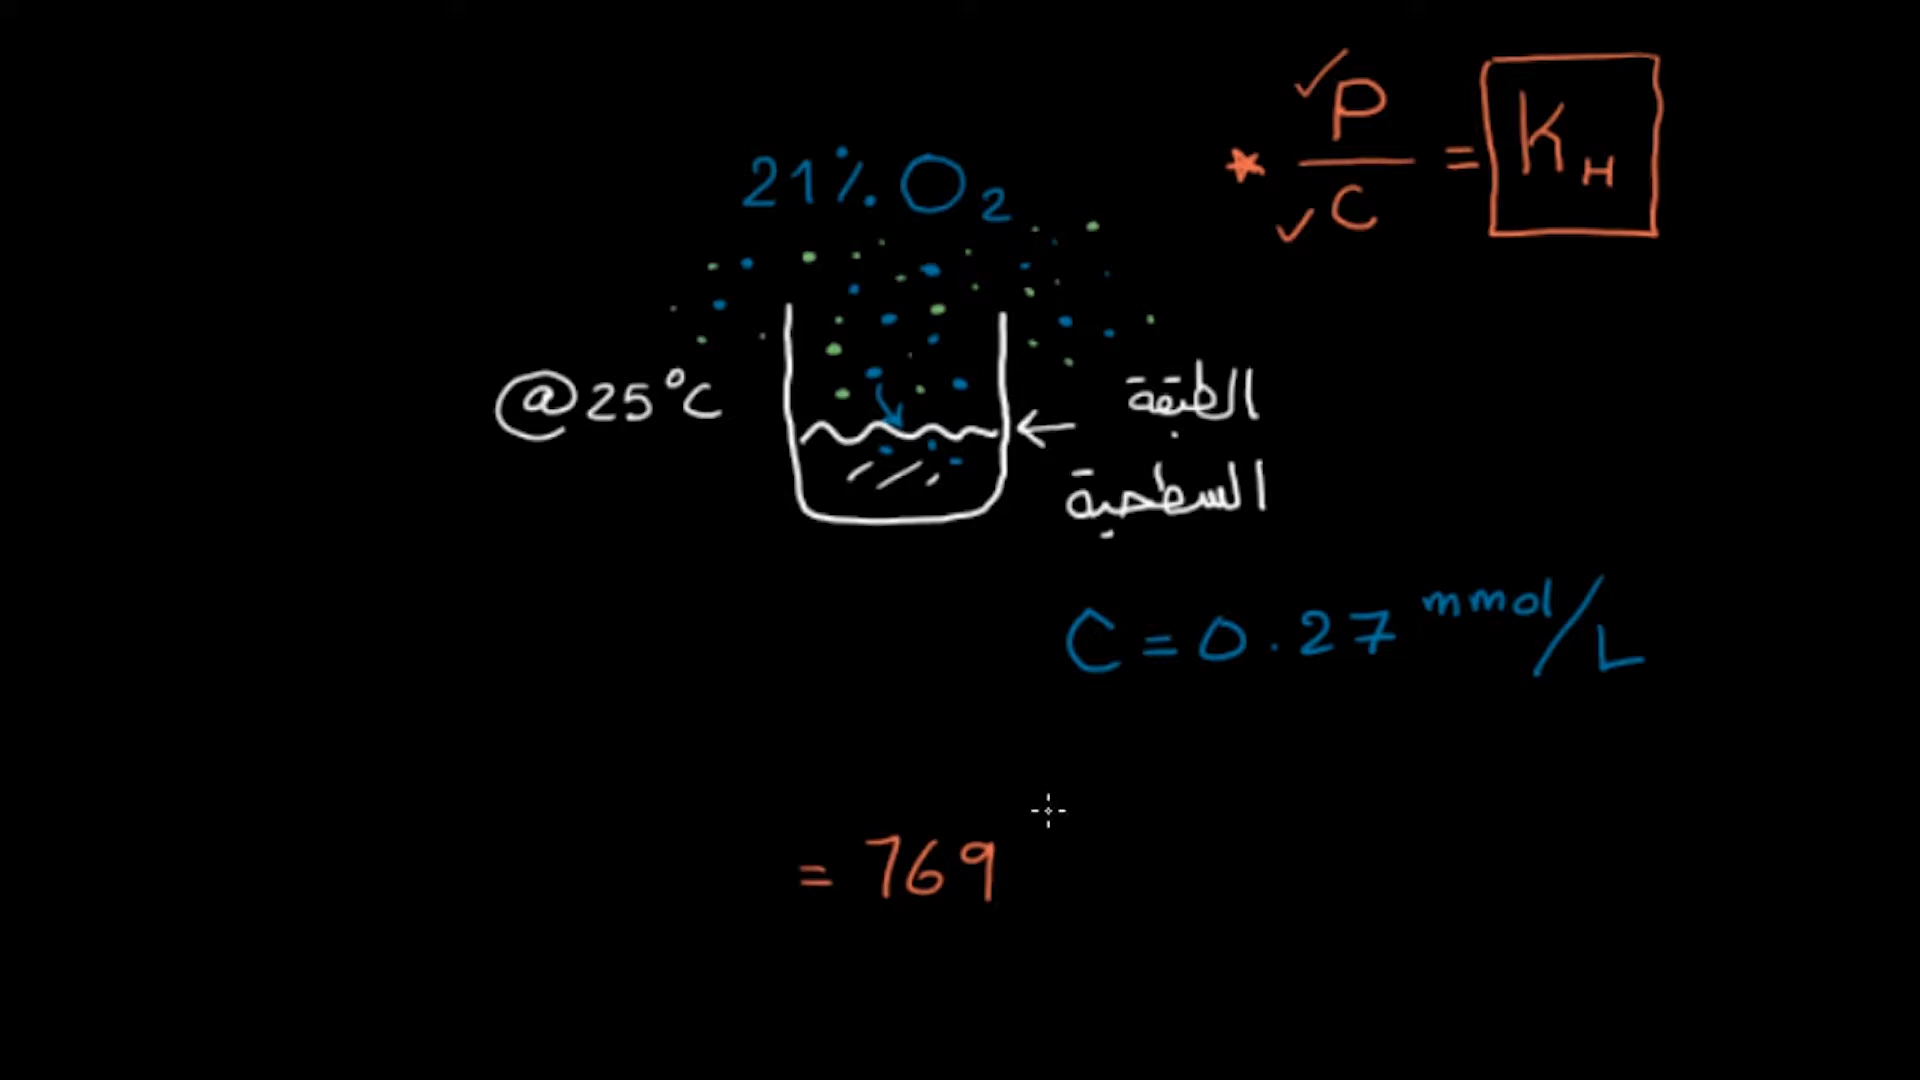 21% O₂
* P/C = K_H
@25°C
الطبقة
السطحية
C = 0.27 mmol/L
= 769